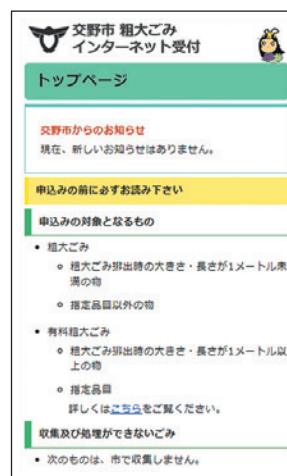 交野市 粗大ごみ
インターネット受付
トップページ
交野市からのお知らせ
現在、新しいお知らせはありません。
申込みの前に必ずお読み下さい
申込みの対象となるもの
粗大ごみ
粗大ごみ排出時の大きさ・長さが1メートル未
満の物
指定品目以外の物
有料粗大ごみ
粗大ごみ排出時の大きさ・長さが1メートル以
上の物
指定品目
詳しくはこちらをご覧ください。
収集及び処理ができないごみ
次のものは、市で収集しません。